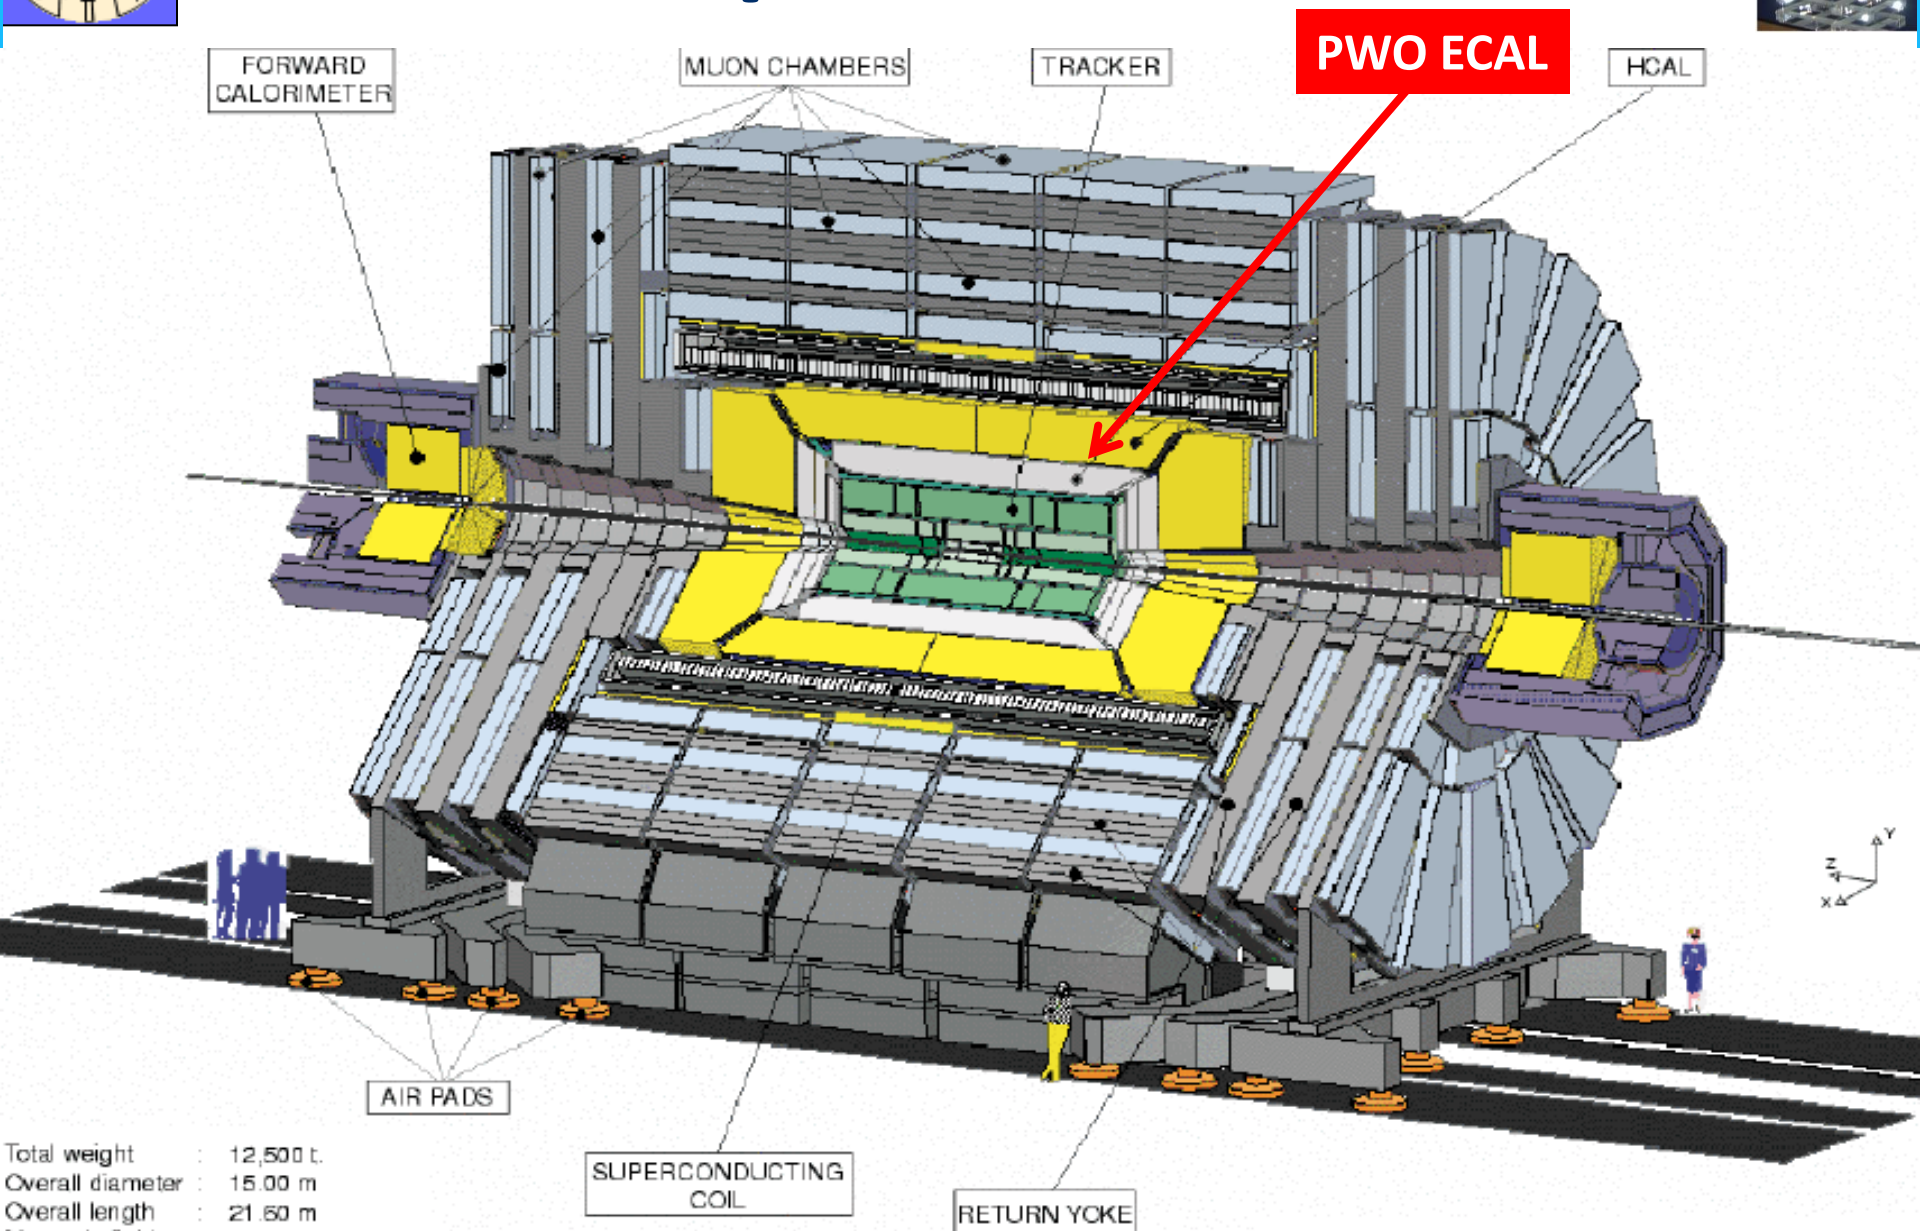 FORWARD
CALORIMETER
MUON CHAMBERS
TRACKER
PWO ECAL
HCAL
Y
Z
X
AIR PADS
Total weight : 12,500 t.
Overall diameter : 15.00 m
Overall length : 21.60 m
SUPERCONDUCTING
COIL
RETURN YOKE